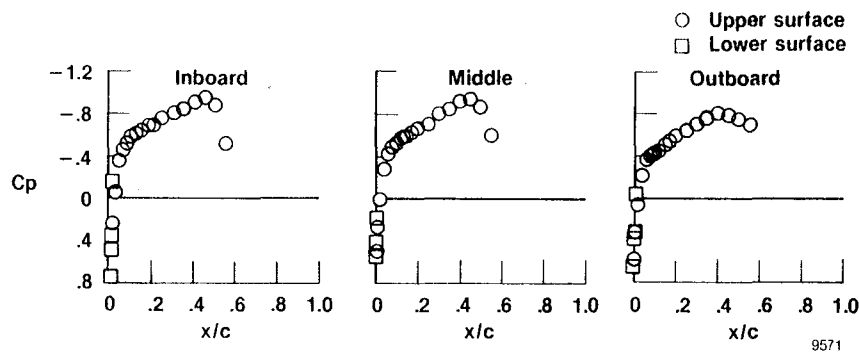 Upper surface
Lower surface
Inboard
Middle
Outboard
Cp
-1.2
-.8
-.4
0
.4
.8
0 .2 .4 .6 .8 1.0
0 .2 .4 .6 .8 1.0
0 .2 .4 .6 .8 1.0
x/c
x/c
x/c
9571